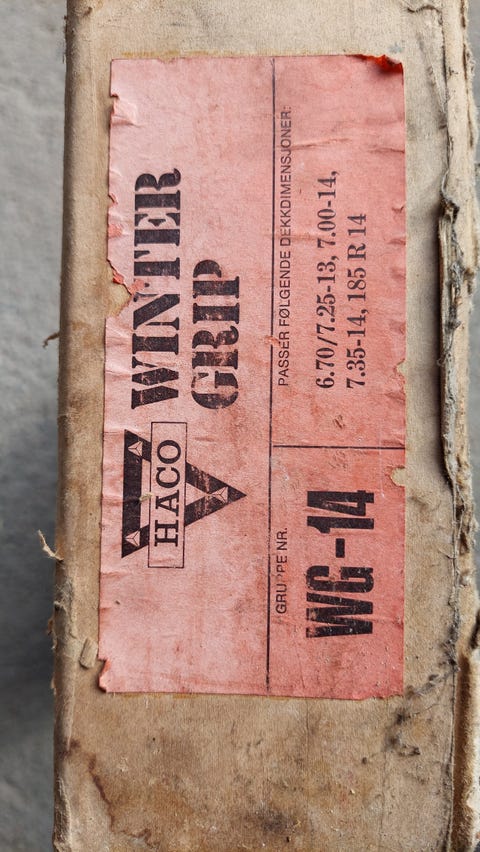 HACO
WINTER
GRIP
GRUPPE NR.
WG-14
PASSER FØLGENDE DEKKDIMENSJONER:
6.70/7.25-13, 7.00-14,
7.35-14, 185 R 14